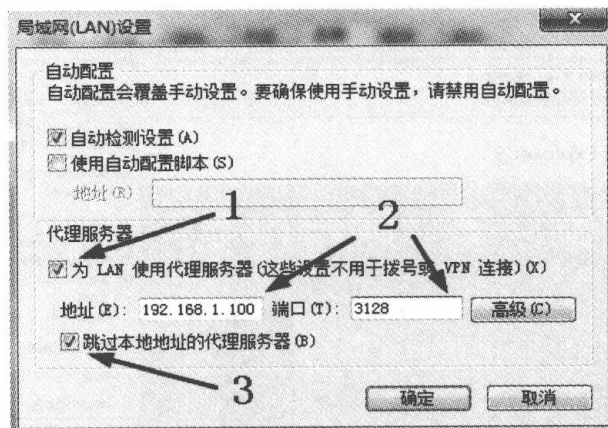 局域网(LAN)设置
自动配置
自动配置会覆盖手动设置。要确保使用手动设置，请禁用自动配置。
自动检测设置(A)
使用自动配置脚本(S)
地址(R)
1
2
代理服务器
为 LAN 使用代理服务器(这些设置不用于拨号或 VPN 连接)(X)
地址(E): 192.168.1.100 端口(T): 3128 高级(C)
跳过本地地址的代理服务器(B)
3
确定 取消